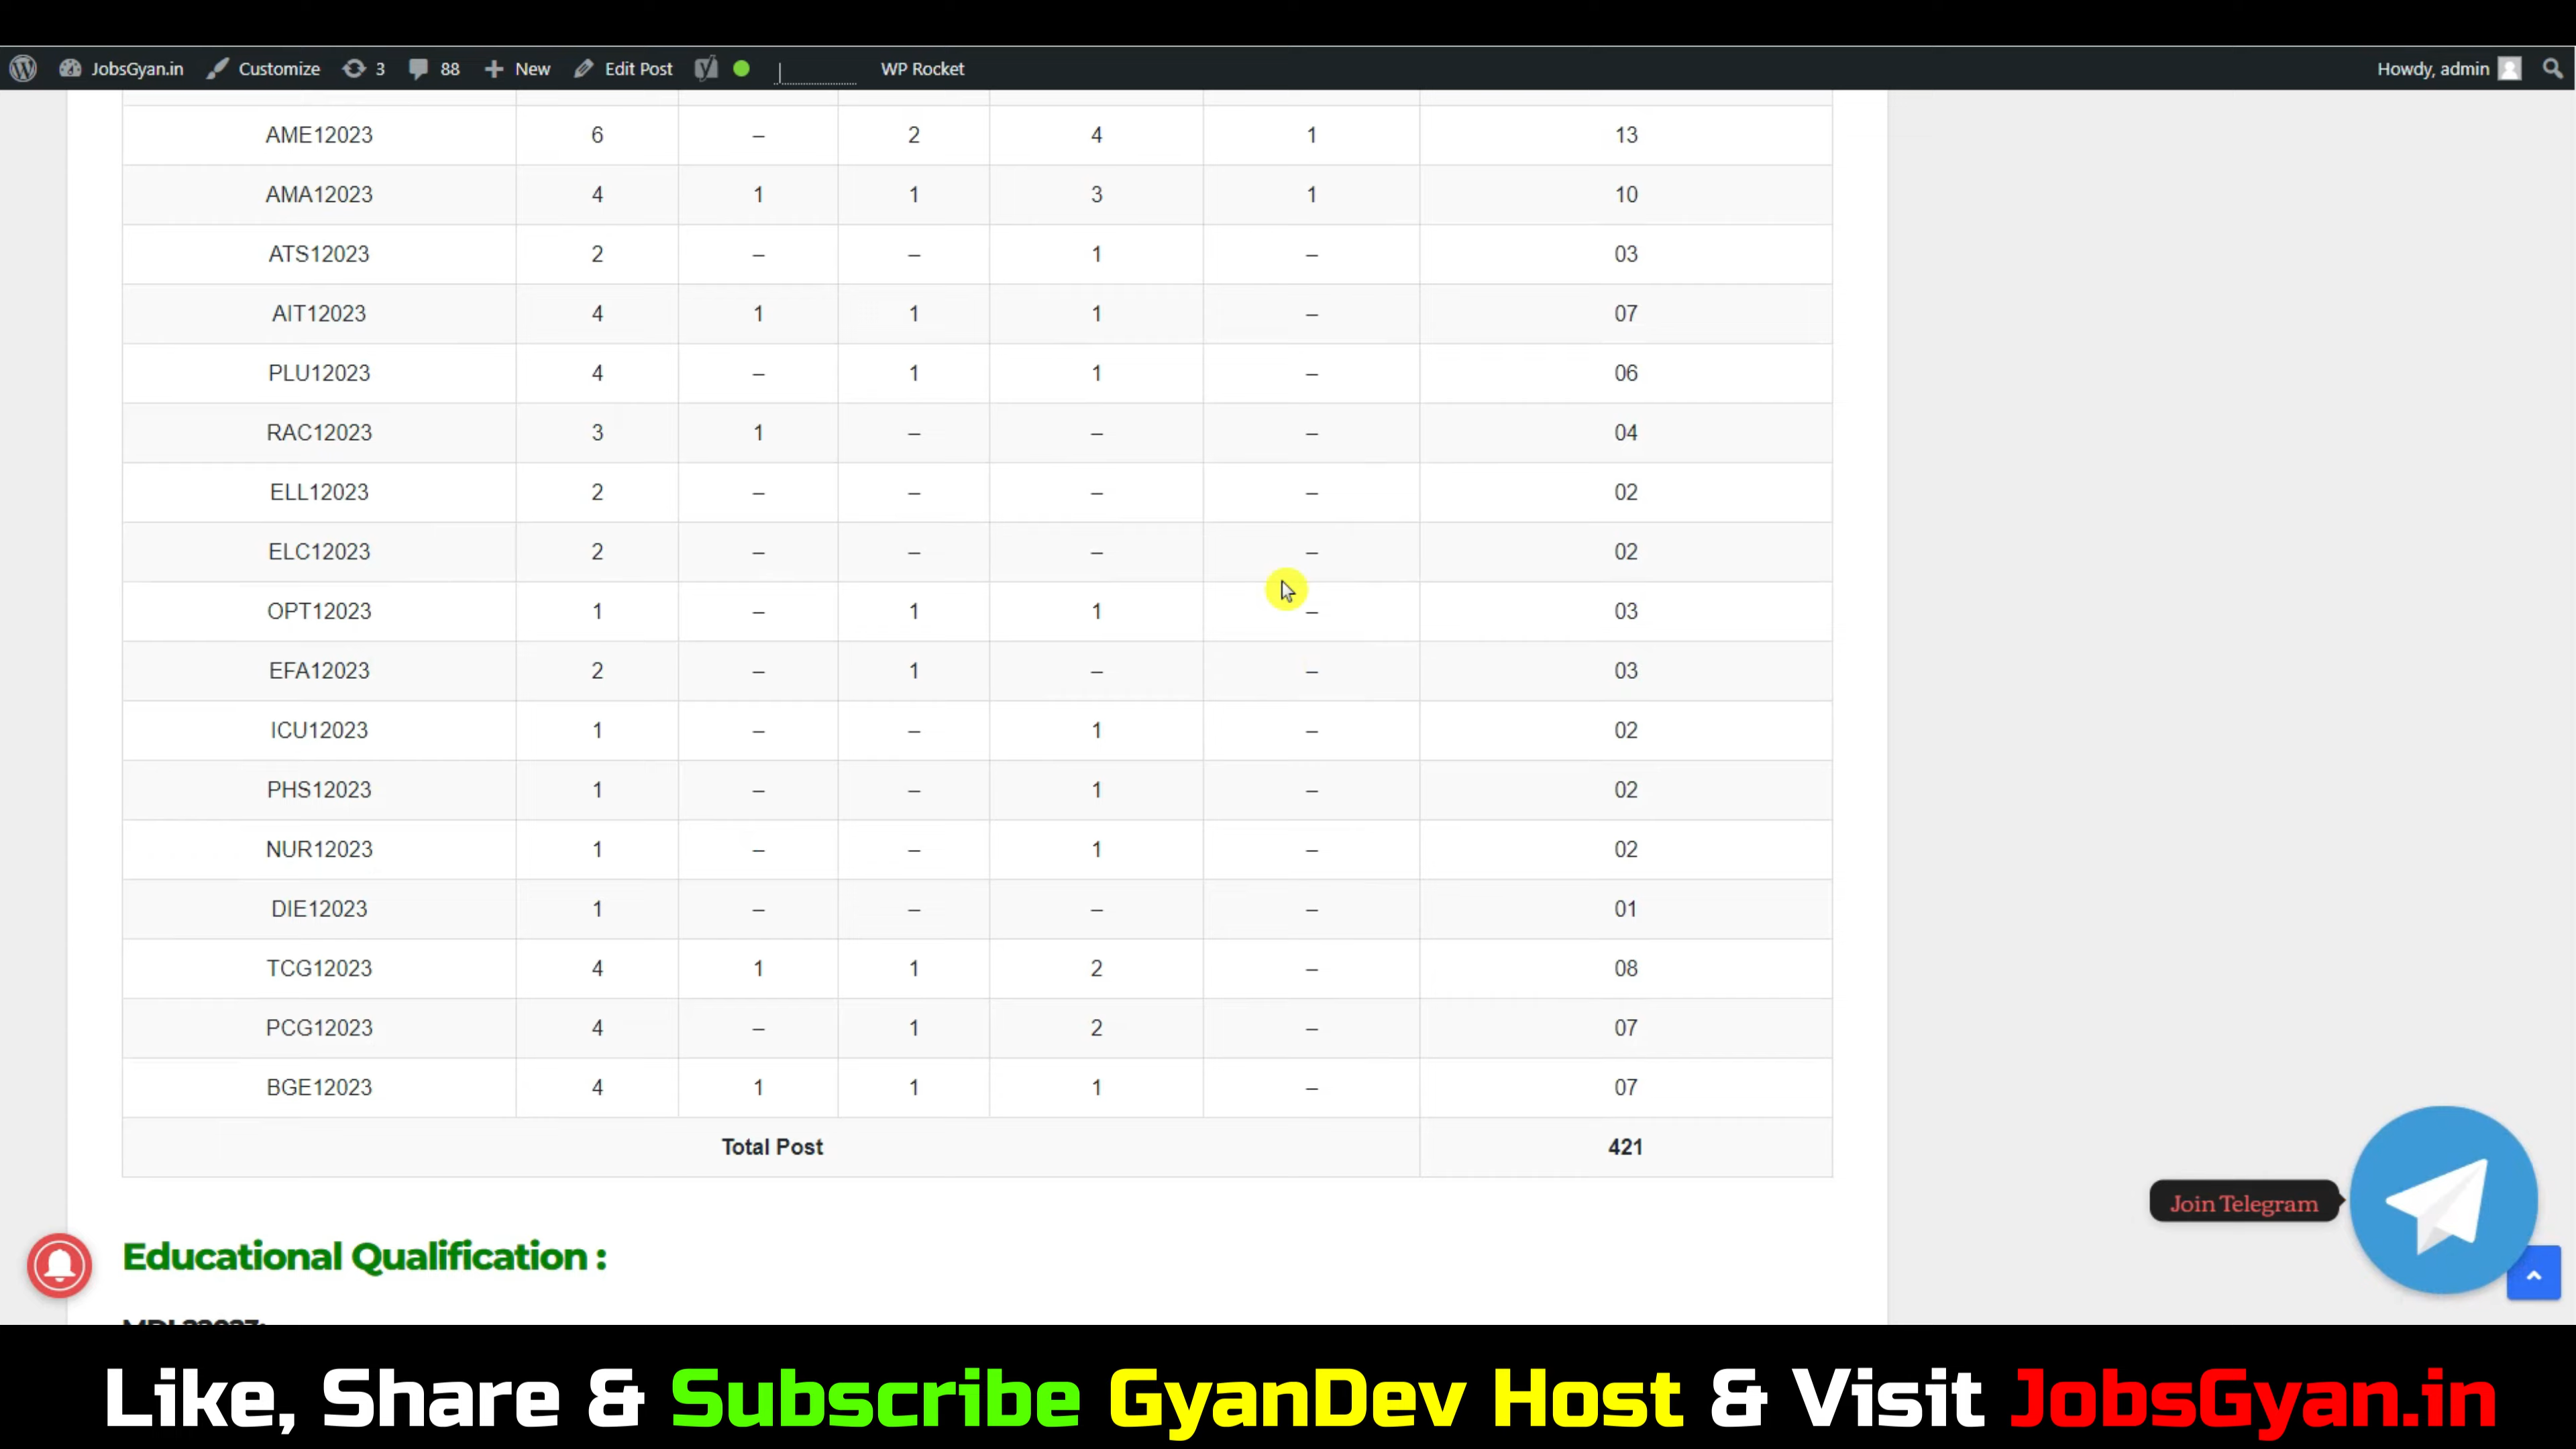 JobsGyan.in Customize 3 88 + New Edit Post WP Rocket Howdy, admin
AME12023 6 – 2 4 1 13
AMA12023 4 1 1 3 1 10
ATS12023 2 – – 1 – 03
AIT12023 4 1 1 1 – 07
PLU12023 4 – 1 1 – 06
RAC12023 3 1 – – – 04
ELL12023 2 – – – – 02
ELC12023 2 – – – – 02
OPT12023 1 – 1 1 – 03
EFA12023 2 – 1 – – 03
ICU12023 1 – – 1 – 02
PHS12023 1 – – 1 – 02
NUR12023 1 – – 1 – 02
DIE12023 1 – – – – 01
TCG12023 4 1 1 2 – 08
PCG12023 4 – 1 2 – 07
BGE12023 4 1 1 1 – 07
Total Post 421
Join Telegram
Educational Qualification :
Like, Share & Subscribe GyanDev Host & Visit JobsGyan.in